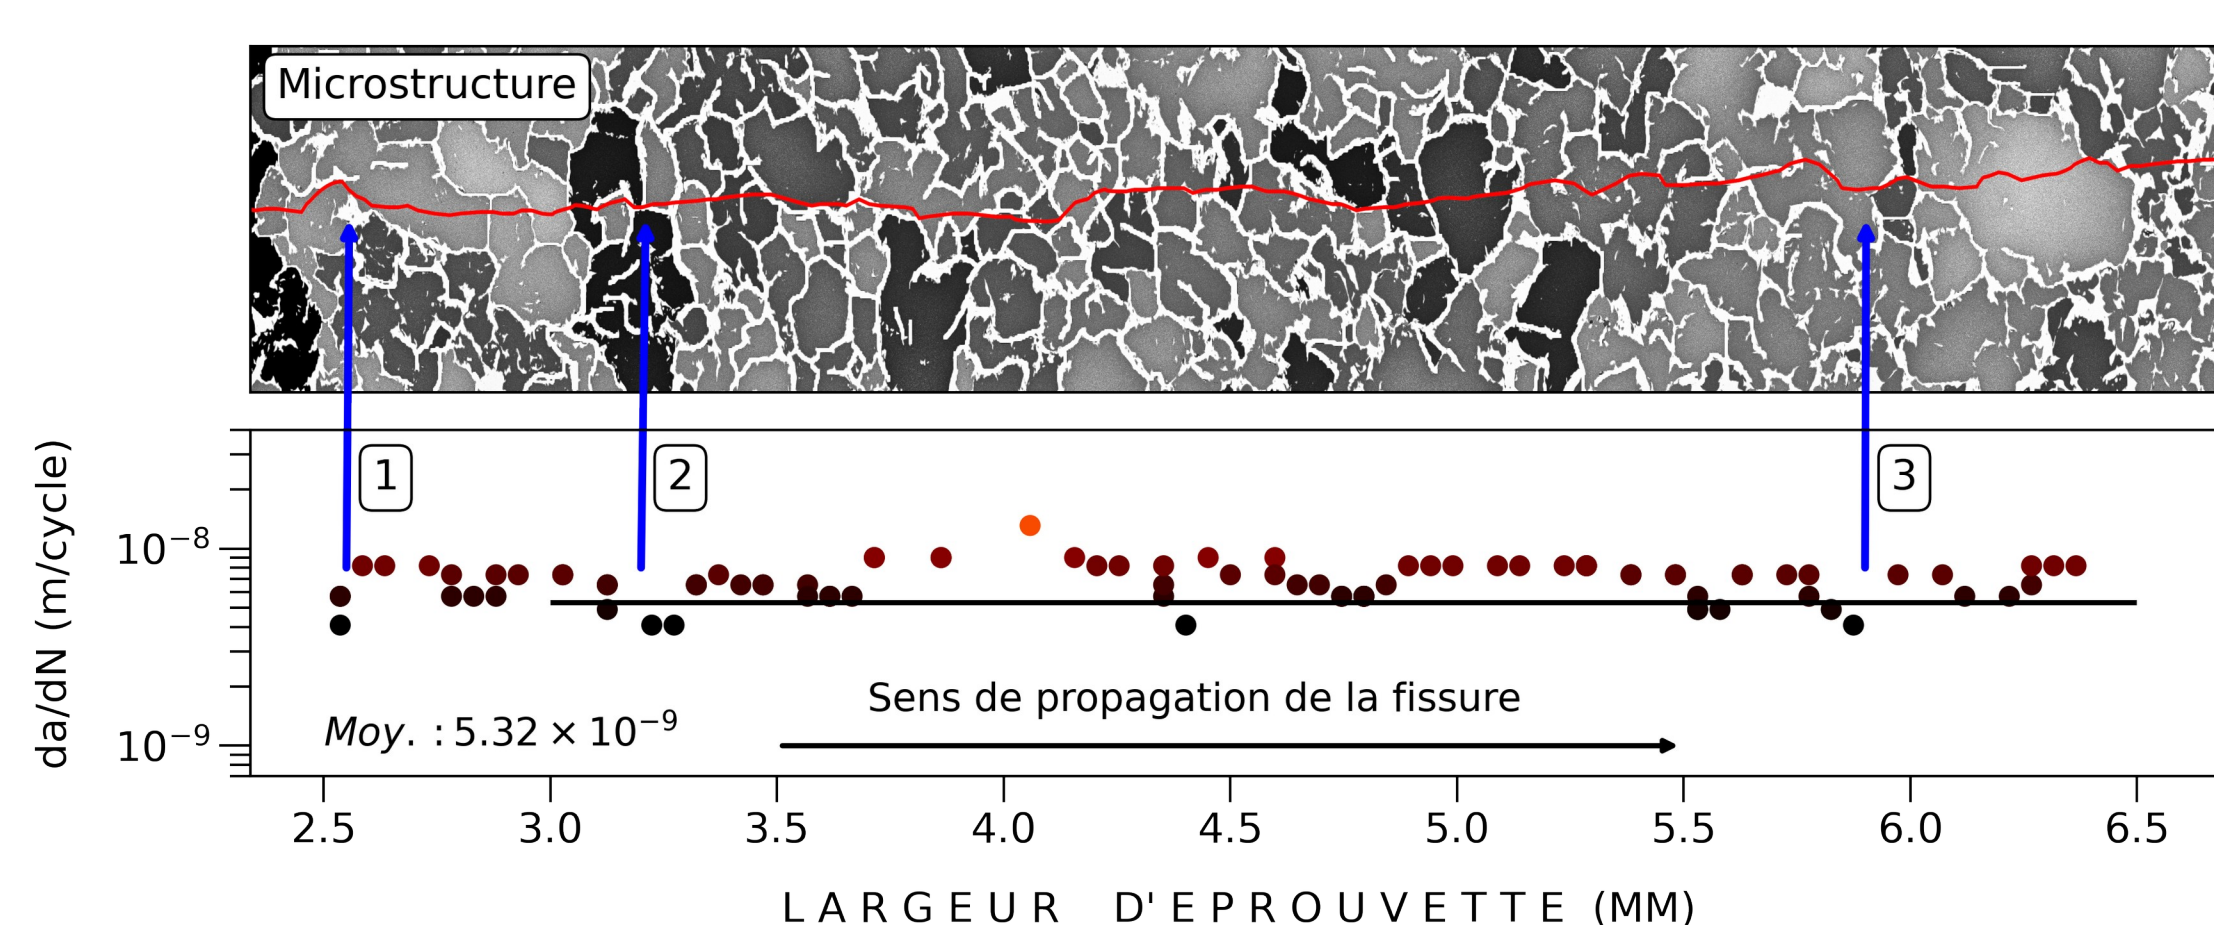 Microstructure
1
2
3
da/dN (m/cycle)
10⁻⁸
10⁻⁹
Sens de propagation de la fissure
Moy. : 5.32 × 10⁻⁹
2.5 3.0 3.5 4.0 4.5 5.0 5.5 6.0 6.5
LARGEUR D'EPROUVETTE (MM)